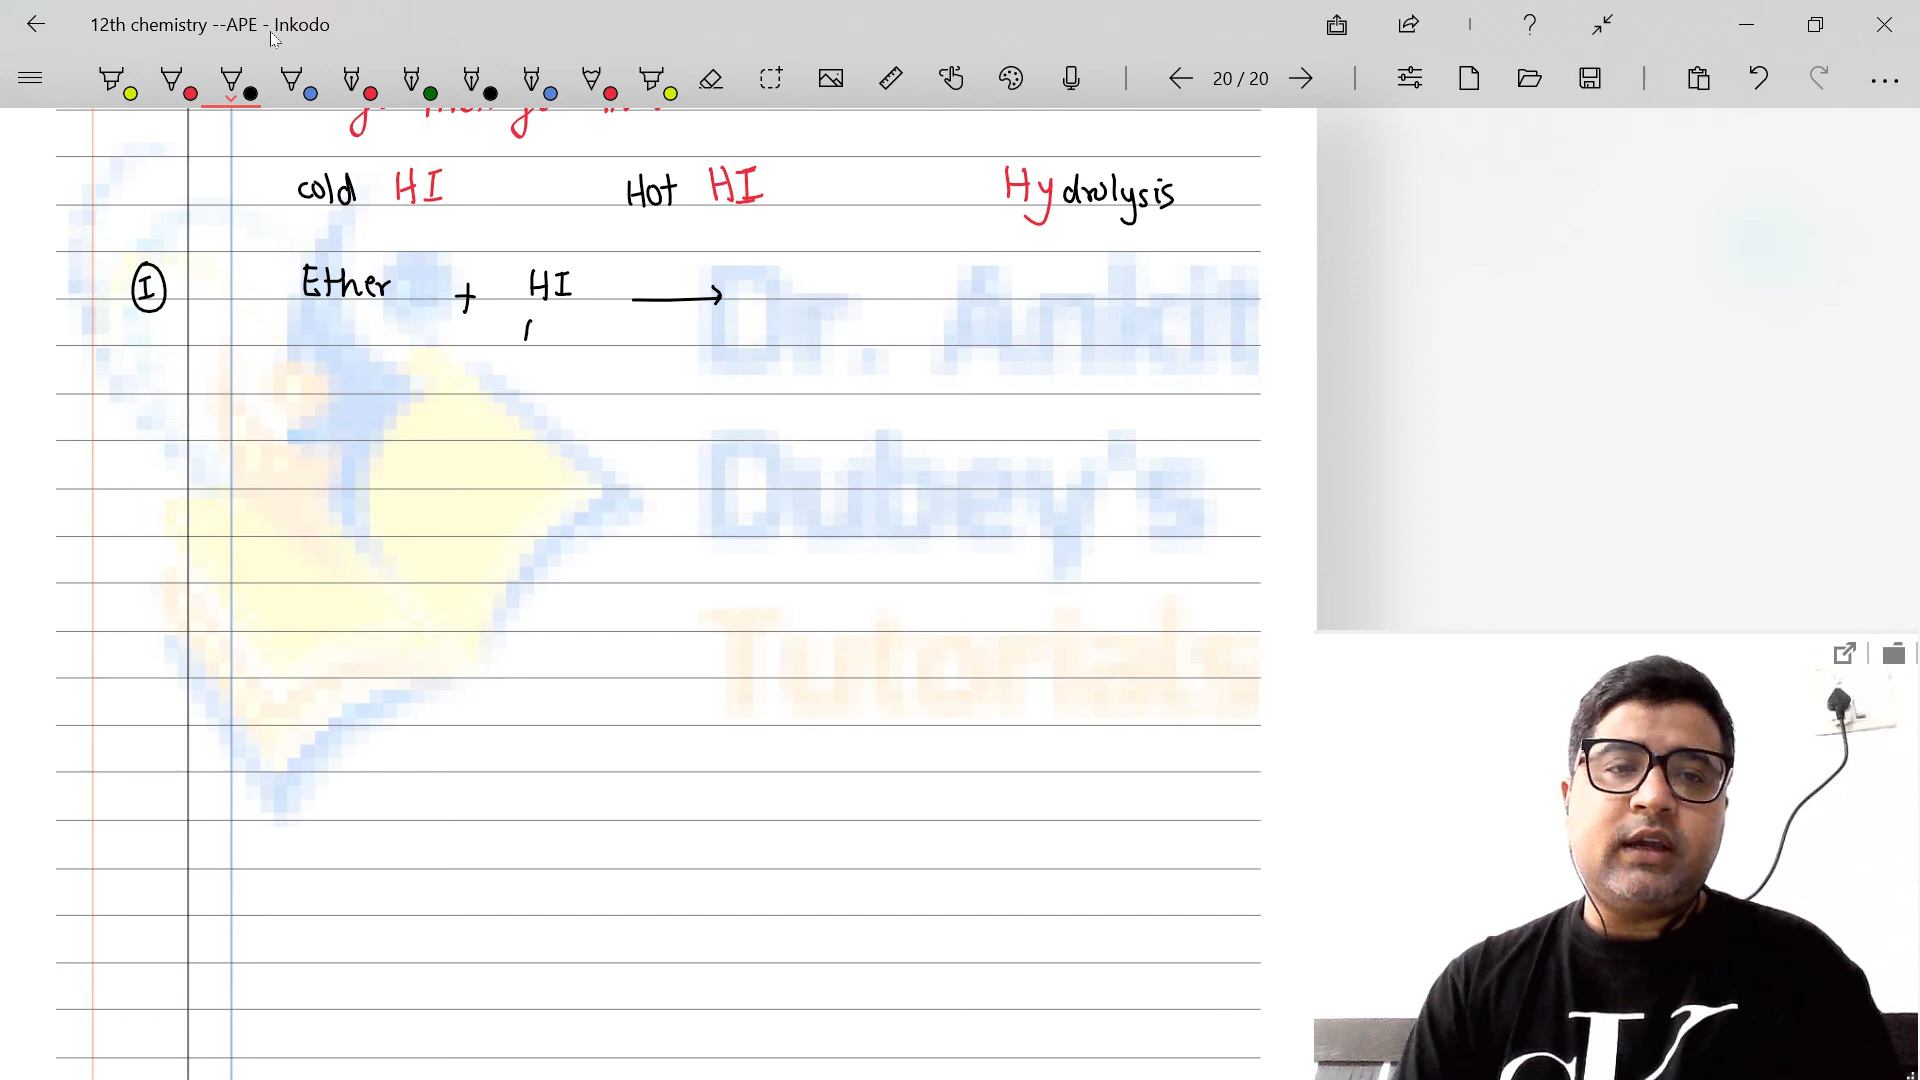 12th chemistry --APE - Inkodo
20 / 20
cold HI Hot HI Hydrolysis
I Ether + HI ⟶
(
Dr. Ankit
Dubey's
Tutorials